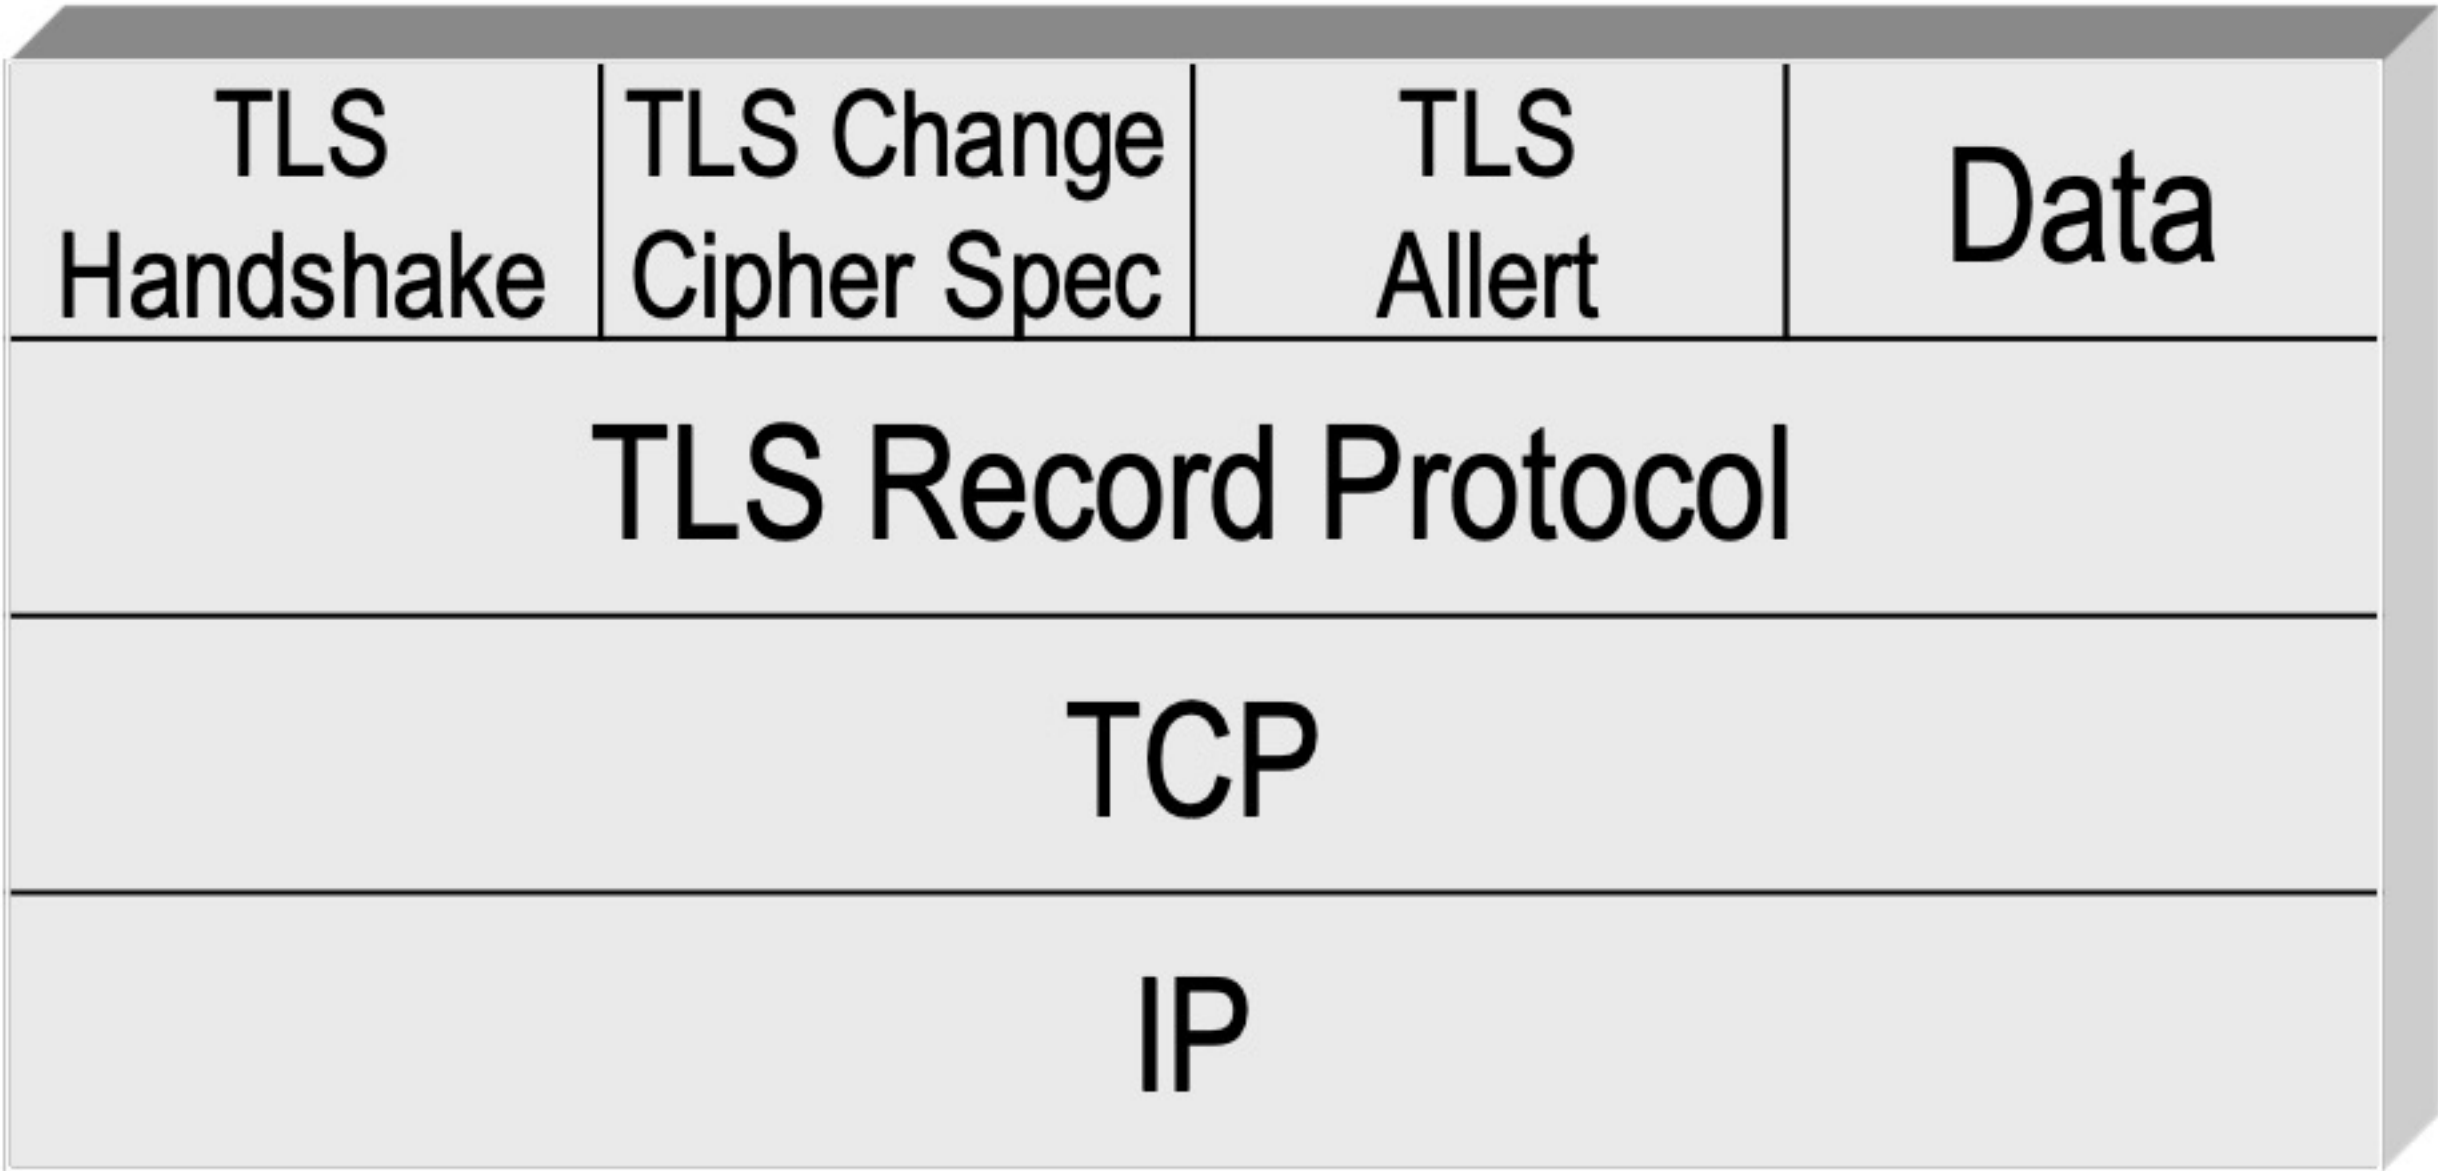 TLS
Handshake
TLS Change
Cipher Spec
TLS
Allert
Data
TLS Record Protocol
TCP
IP